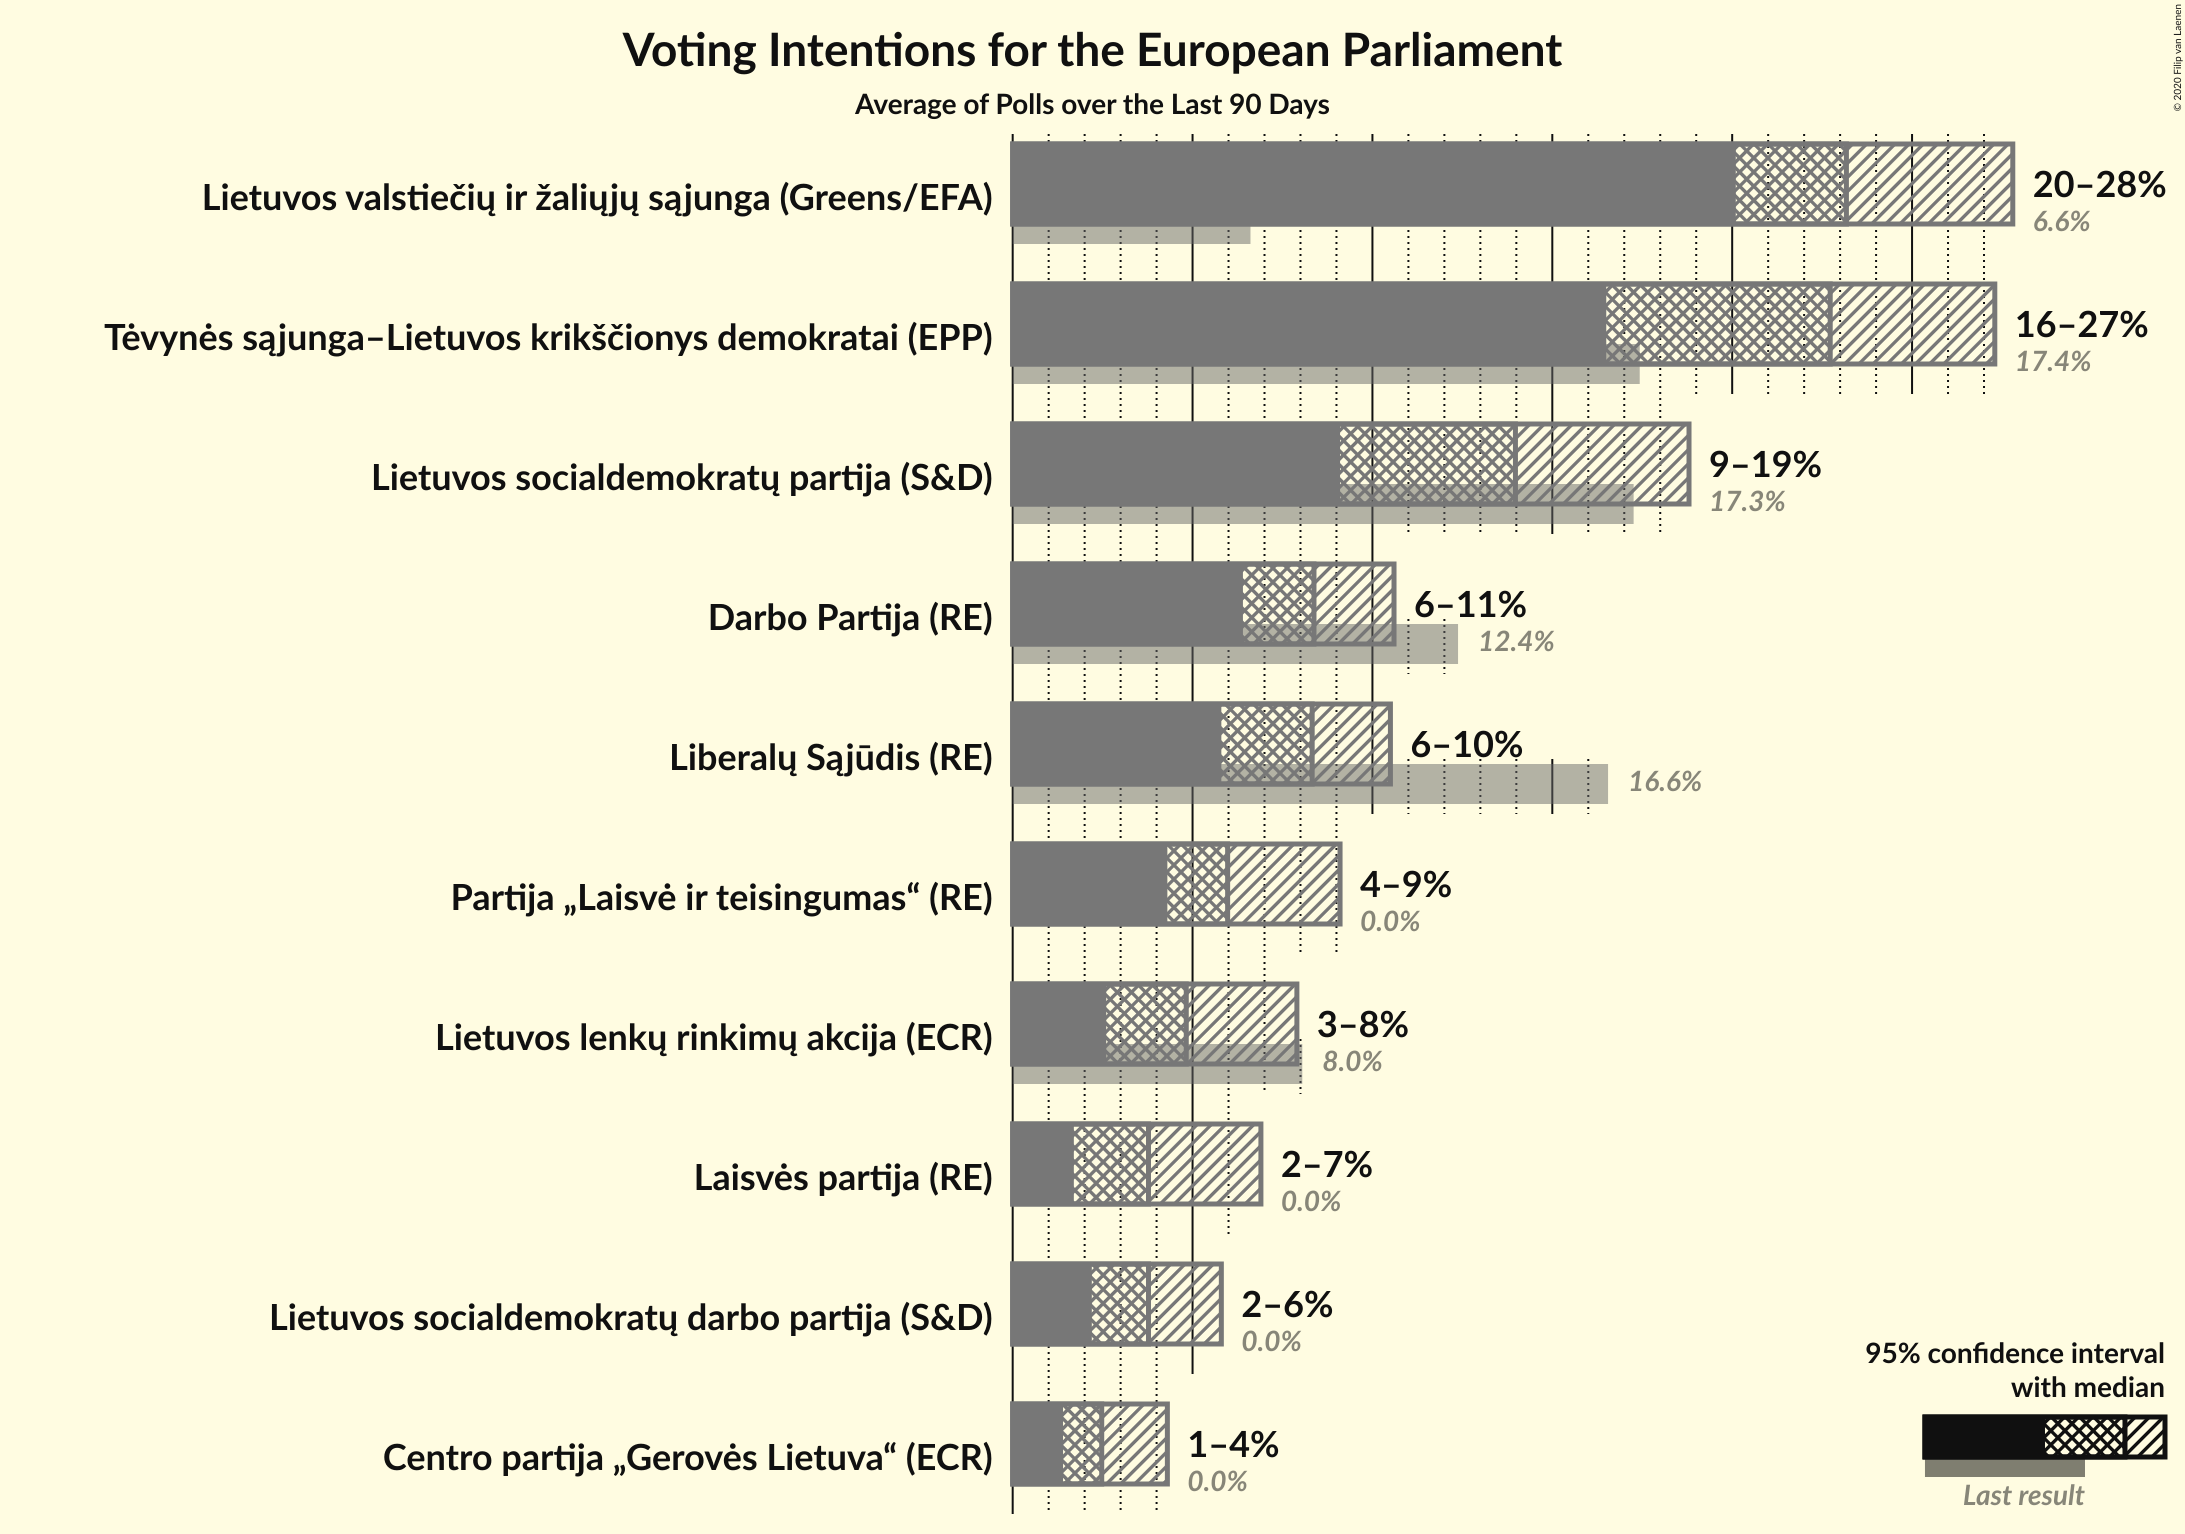 Voting Intentions for the European Parliament
Average of Polls over the Last 90 Days
© 2020 Filip van Laenen
Lietuvos valstiečių ir žaliųjų sąjunga (Greens/EFA)
20–28%
6.6%
Tėvynės sąjunga–Lietuvos krikščionys demokratai (EPP)
16–27%
17.4%
Lietuvos socialdemokratų partija (S&D)
9–19%
17.3%
Darbo Partija (RE)
6–11%
12.4%
Liberalų Sąjūdis (RE)
6–10%
16.6%
Partija „Laisvė ir teisingumas“ (RE)
4–9%
0.0%
Lietuvos lenkų rinkimų akcija (ECR)
3–8%
8.0%
Laisvės partija (RE)
2–7%
0.0%
Lietuvos socialdemokratų darbo partija (S&D)
2–6%
0.0%
Centro partija „Gerovės Lietuva“ (ECR)
1–4%
0.0%
95% confidence interval
with median
Last result